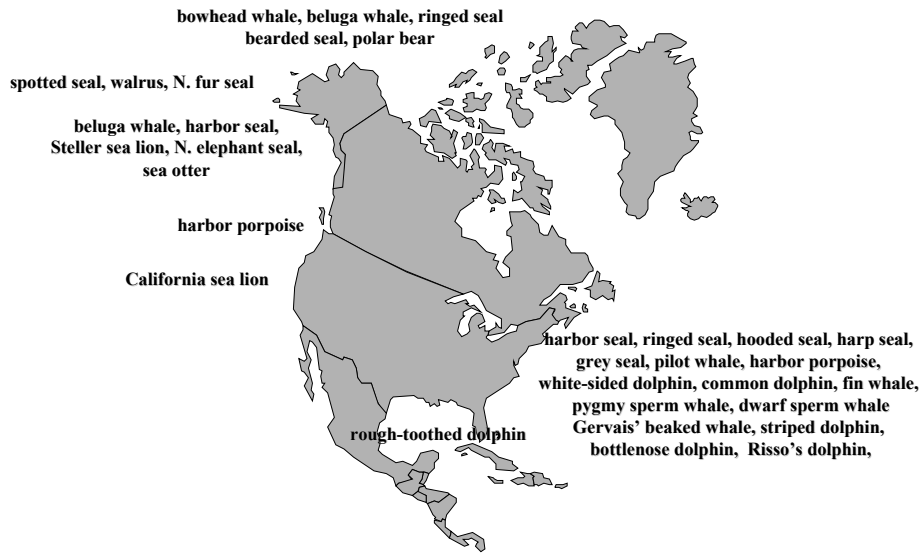 bowhead whale, beluga whale, ringed seal
bearded seal, polar bear
spotted seal, walrus, N. fur seal
beluga whale, harbor seal,
Steller sea lion, N. elephant seal,
sea otter
harbor porpoise
California sea lion
harbor seal, ringed seal, hooded seal, harp seal,
grey seal, pilot whale, harbor porpoise,
white-sided dolphin, common dolphin, fin whale,
pygmy sperm whale, dwarf sperm whale
Gervais' beaked whale, striped dolphin,
bottlenose dolphin, Risso's dolphin,
rough-toothed dolphin